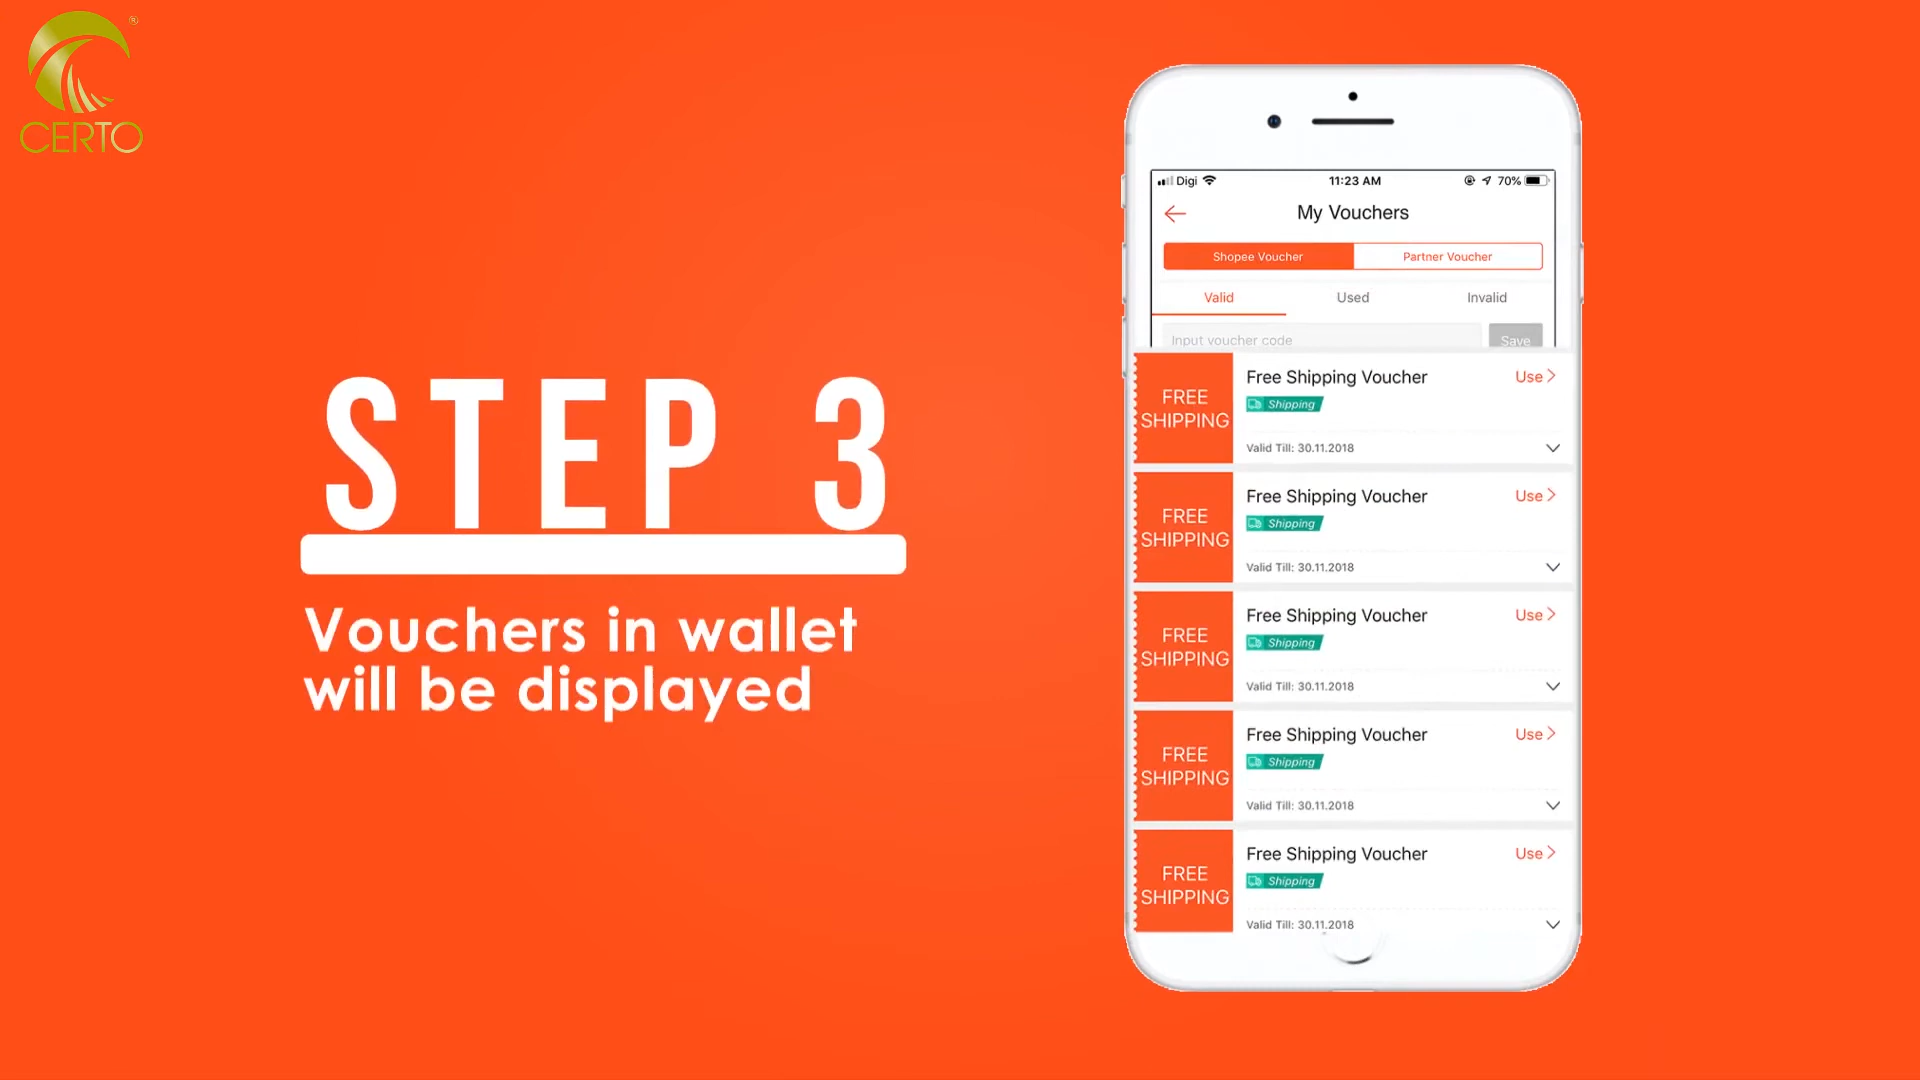 ®
CERTO
STEP 3
Vouchers in wallet
will be displayed
Digi 11:23 AM 70%
My Vouchers
Shopee Voucher Partner Voucher
Valid Used Invalid
Input voucher code Save
FREE SHIPPING
Free Shipping Voucher Use >
Shipping
Valid Till: 30.11.2018
FREE SHIPPING
Free Shipping Voucher Use >
Shipping
Valid Till: 30.11.2018
FREE SHIPPING
Free Shipping Voucher Use >
Shipping
Valid Till: 30.11.2018
FREE SHIPPING
Free Shipping Voucher Use >
Shipping
Valid Till: 30.11.2018
FREE SHIPPING
Free Shipping Voucher Use >
Shipping
Valid Till: 30.11.2018